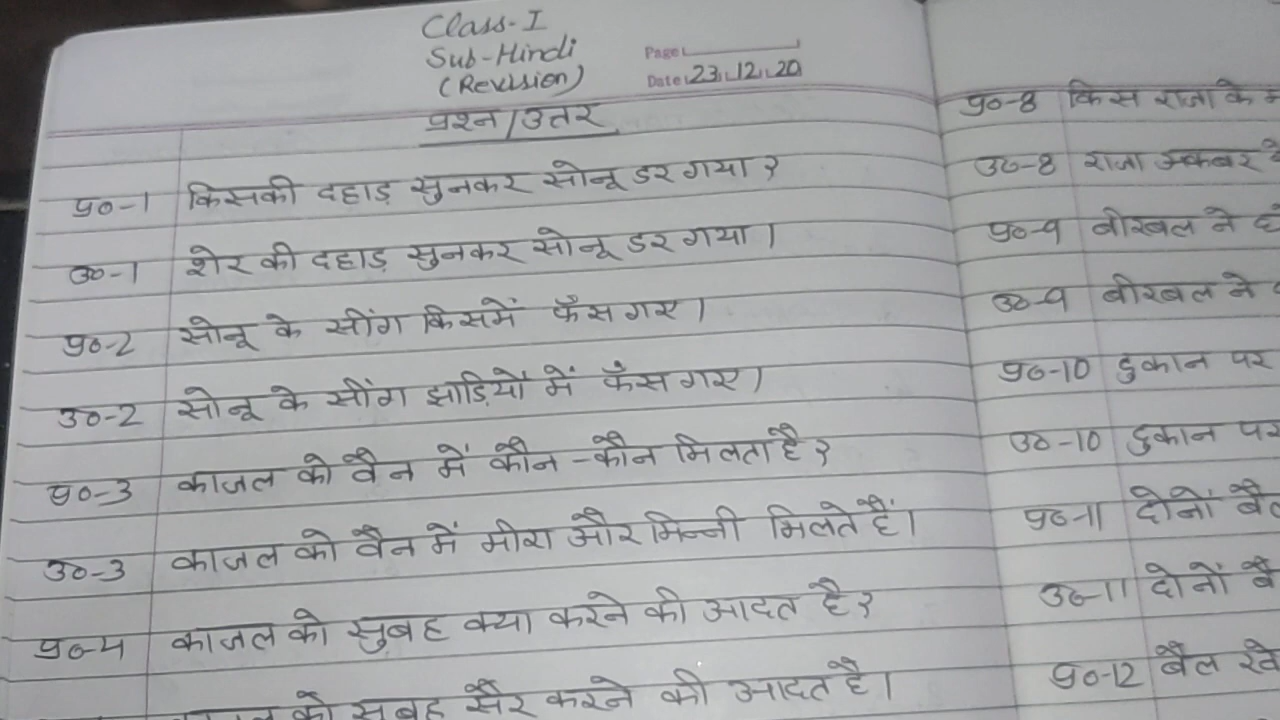 Class-I
Sub-Hindi
(Revision)
Page
Date 23.12.20
प्रश्न/उत्तर
प्र०-1 किसकी दहाड़ सुनकर सोनू डर गया?
उ०-1 शेर की दहाड़ सुनकर सोनू डर गया।
प्र०-2 सोनू के सींग किसमें फँस गए।
उ०-2 सोनू के सींग झाड़ियों में फँस गए।
प्र०-3 काजल को वैन में कौन-कौन मिलता है?
उ०-3 काजल को वैन में मीरा और मिन्नी मिलते हैं।
प्र०-4 काजल को सुबह क्या करने की आदत है?
को सुबह सैर करने की आदत है।
प्र०-8 किस राजा के
उ०-8 राजा अकबर
प्र०-9 बीरबल ने
उ०-9 बीरबल ने
प्र०-10 दुकान पर
उ०-10 दुकान पर
प्र०-11 दोनों
उ०-11 दोनों
प्र०-12 बैल